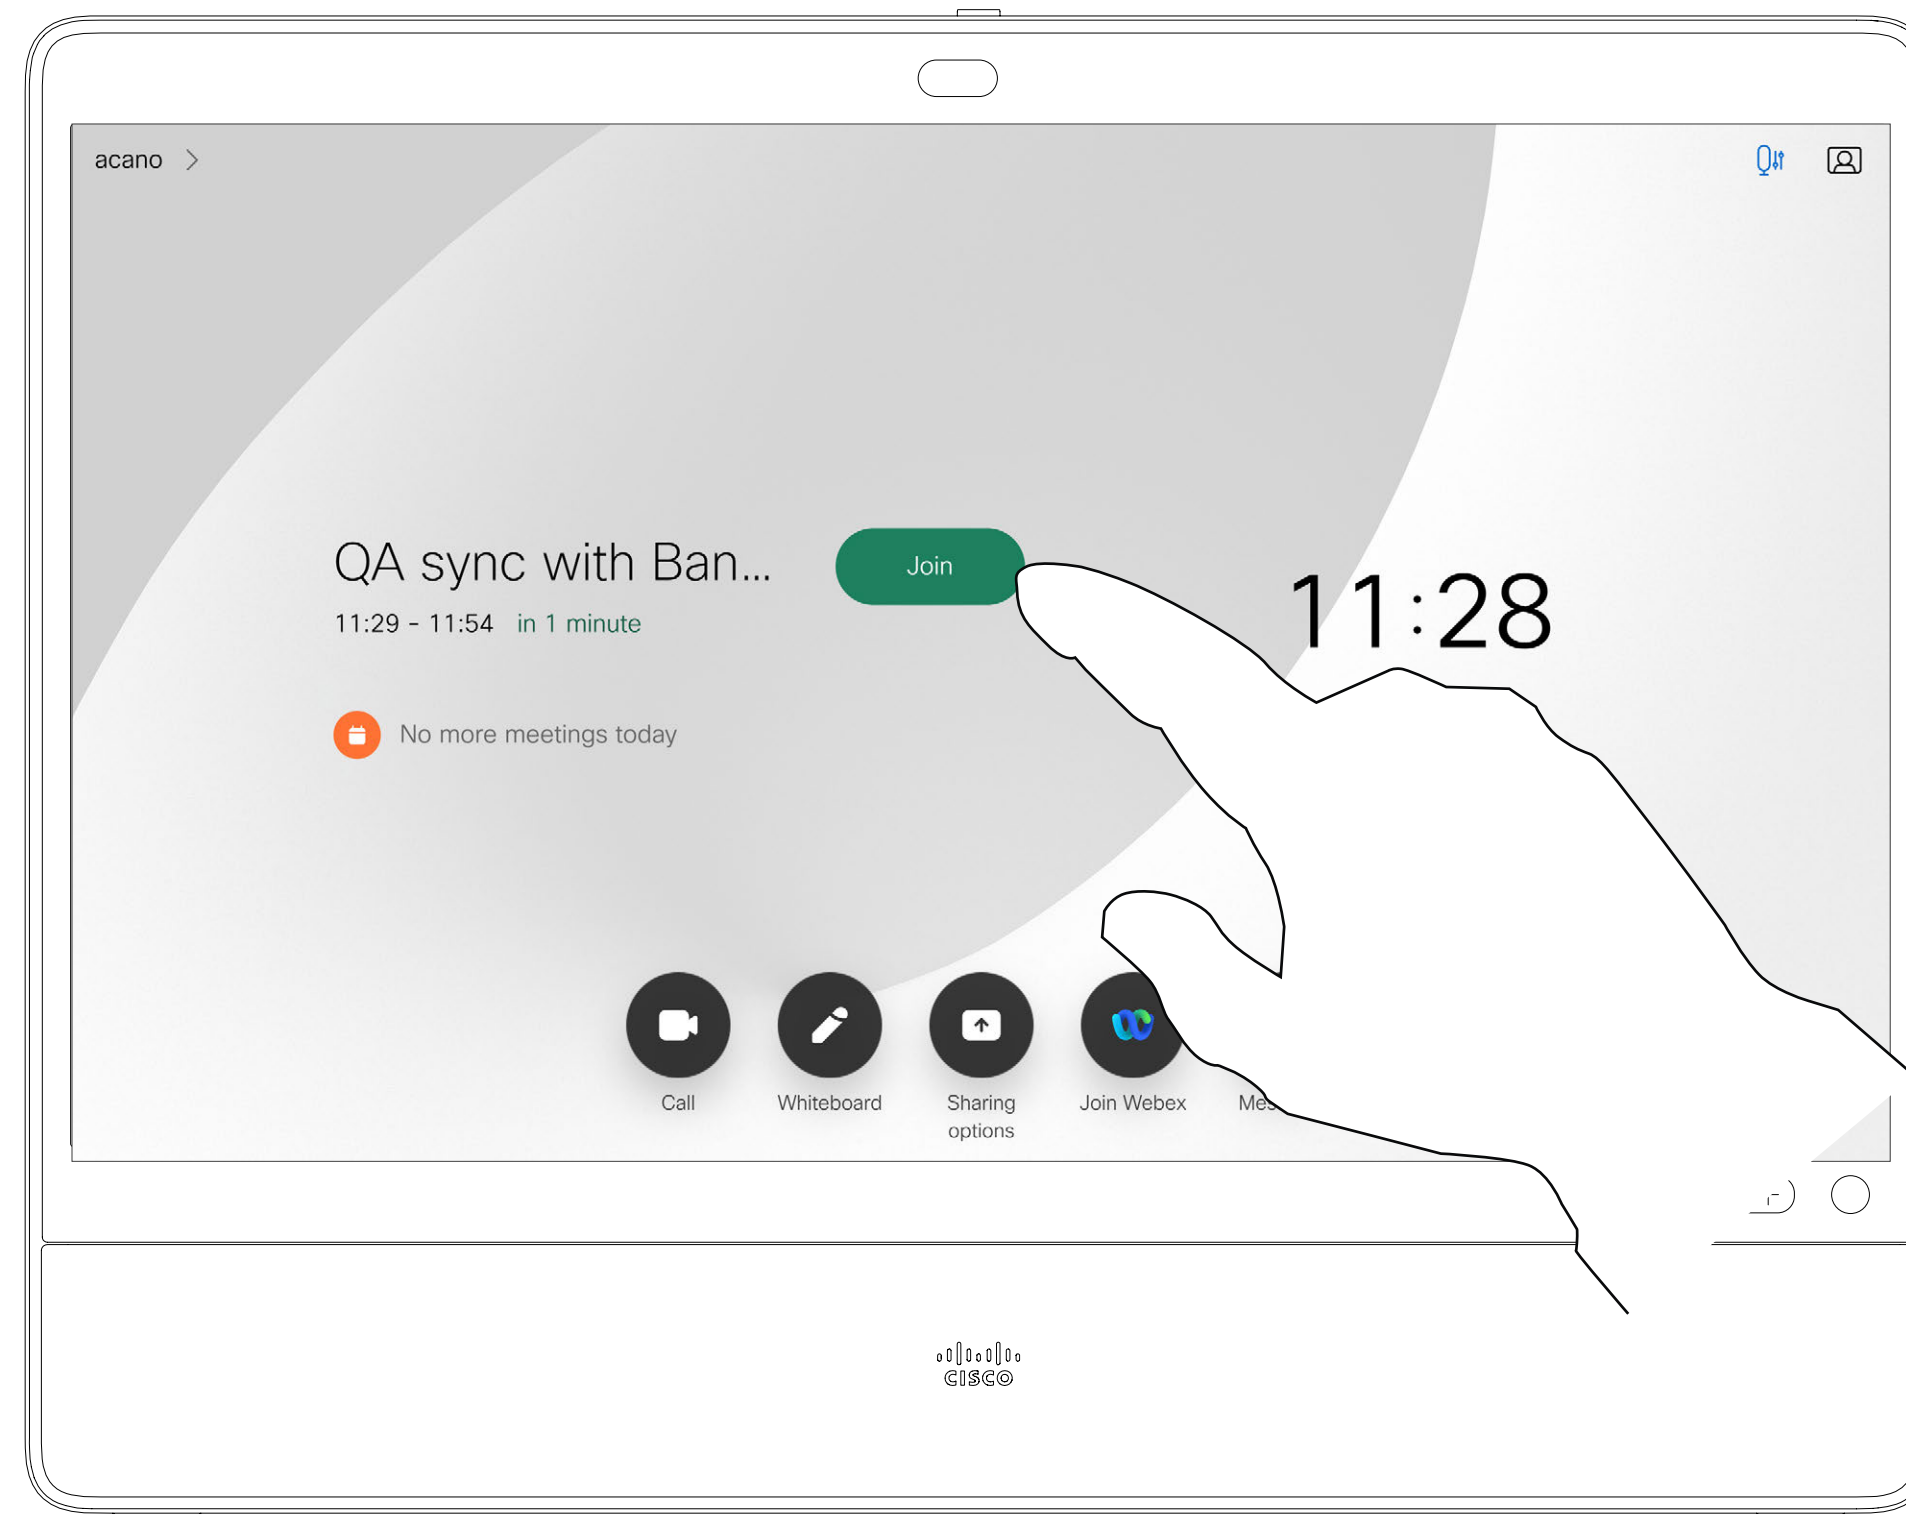 acano
QA sync with Ban...
Join
11:29 - 11:54 in 1 minute
11:28
No more meetings today
Call
Whiteboard
Sharing
options
Join Webex
CISCO